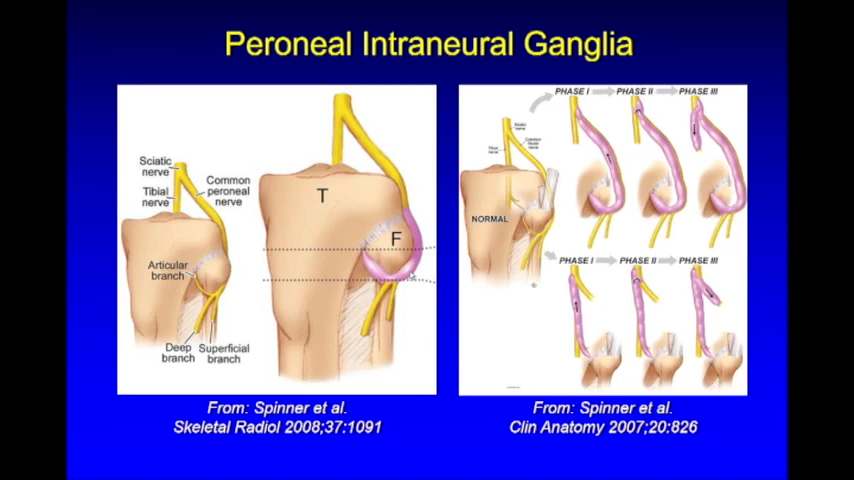 Peroneal Intraneural Ganglia
Sciatic
nerve
Tibial
nerve
Common
peroneal
nerve
Articular
branch
Deep
branch
Superficial
branch
T
F
PHASE I
PHASE II
PHASE III
Sciatic
nerve
Tibial
nerve
Common
nerve
NORMAL
PHASE I
PHASE II
PHASE III
From: Spinner et al.
Skeletal Radiol 2008;37:1091
From: Spinner et al.
Clin Anatomy 2007;20:826